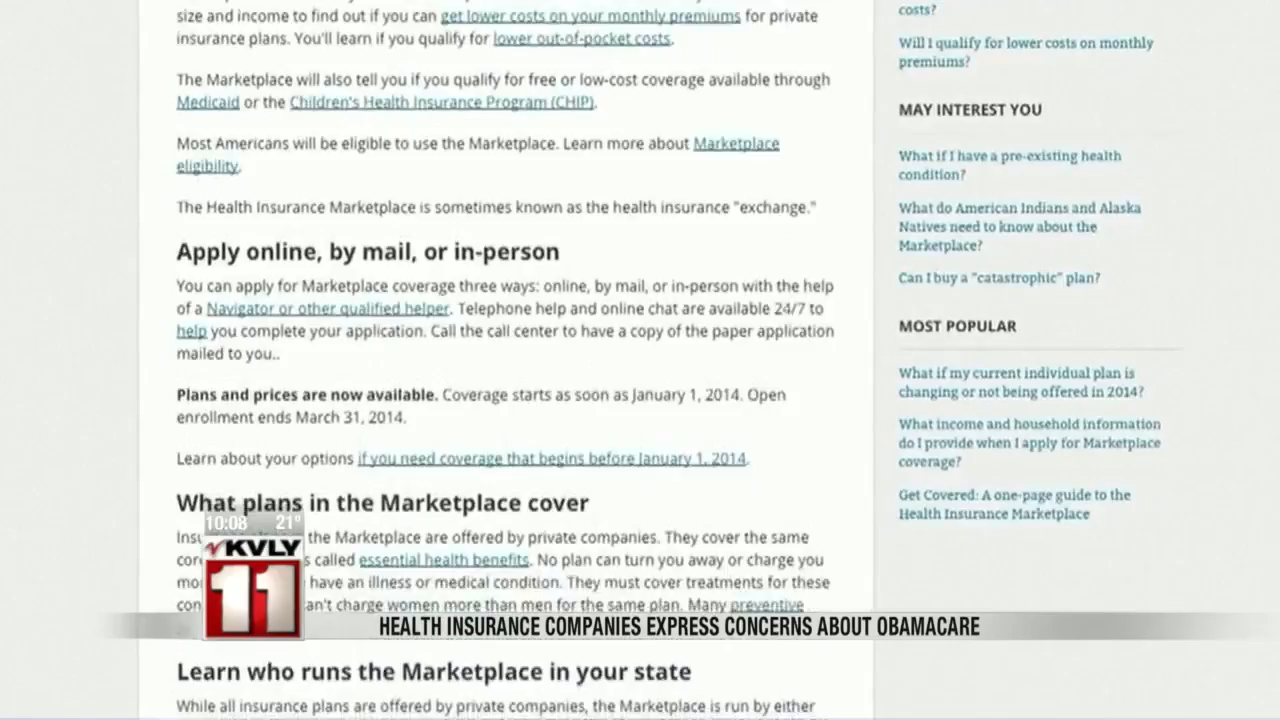 size and income to find out if you can get lower costs on your monthly premiums for private
insurance plans. You'll learn if you qualify for lower out-of-pocket costs.
The Marketplace will also tell you if you qualify for free or low-cost coverage available through
Medicaid or the Children's Health Insurance Program (CHIP).
Most Americans will be eligible to use the Marketplace. Learn more about Marketplace
eligibility.
The Health Insurance Marketplace is sometimes known as the health insurance "exchange."
Apply online, by mail, or in-person
You can apply for Marketplace coverage three ways: online, by mail, or in-person with the help
of a Navigator or other qualified helper. Telephone help and online chat are available 24/7 to
help you complete your application. Call the call center to have a copy of the paper application
mailed to you..
Plans and prices are now available. Coverage starts as soon as January 1, 2014. Open
enrollment ends March 31, 2014.
Learn about your options if you need coverage that begins before January 1, 2014.
What plans in the Marketplace cover
the Marketplace are offered by private companies. They cover the same
called essential health benefits. No plan can turn you away or charge you
have an illness or medical condition. They must cover treatments for these
can't charge women more than men for the same plan. Many preventive
Learn who runs the Marketplace in your state
While all insurance plans are offered by private companies, the Marketplace is run by either
costs?
Will I qualify for lower costs on monthly
premiums?
MAY INTEREST YOU
What if I have a pre-existing health
condition?
What do American Indians and Alaska
Natives need to know about the
Marketplace?
Can I buy a "catastrophic" plan?
MOST POPULAR
What if my current individual plan is
changing or not being offered in 2014?
What income and household information
do I provide when I apply for Marketplace
coverage?
Get Covered: A one-page guide to the
Health Insurance Marketplace
10:08 21°
KVLY
11
HEALTH INSURANCE COMPANIES EXPRESS CONCERNS ABOUT OBAMACARE